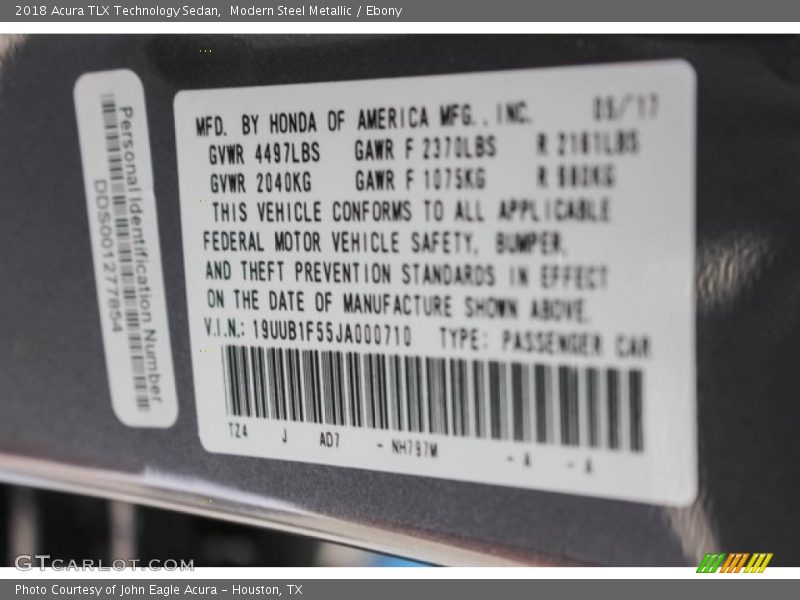 2018 Acura TLX Technology Sedan, Modern Steel Metallic / Ebony
Personal Identification Number
DDS001277854
MFD. BY HONDA OF AMERICA MFG., INC. 05/17
GVWR 4497LBS GAWR F 2370LBS R 2161LBS
GVWR 2040KG GAWR F 1075KG R KG
THIS VEHICLE CONFORMS TO ALL APPLICABLE
FEDERAL MOTOR VEHICLE SAFETY, BUMPER,
AND THEFT PREVENTION STANDARDS IN EFFECT
ON THE DATE OF MANUFACTURE SHOWN ABOVE.
V.I.N.: 19UUB1F55JA000710 TYPE: PASSENGER CAR
TZ4 J AD7 - NH797M - A - A
GTcarlot.com
Photo Courtesy of John Eagle Acura - Houston, TX